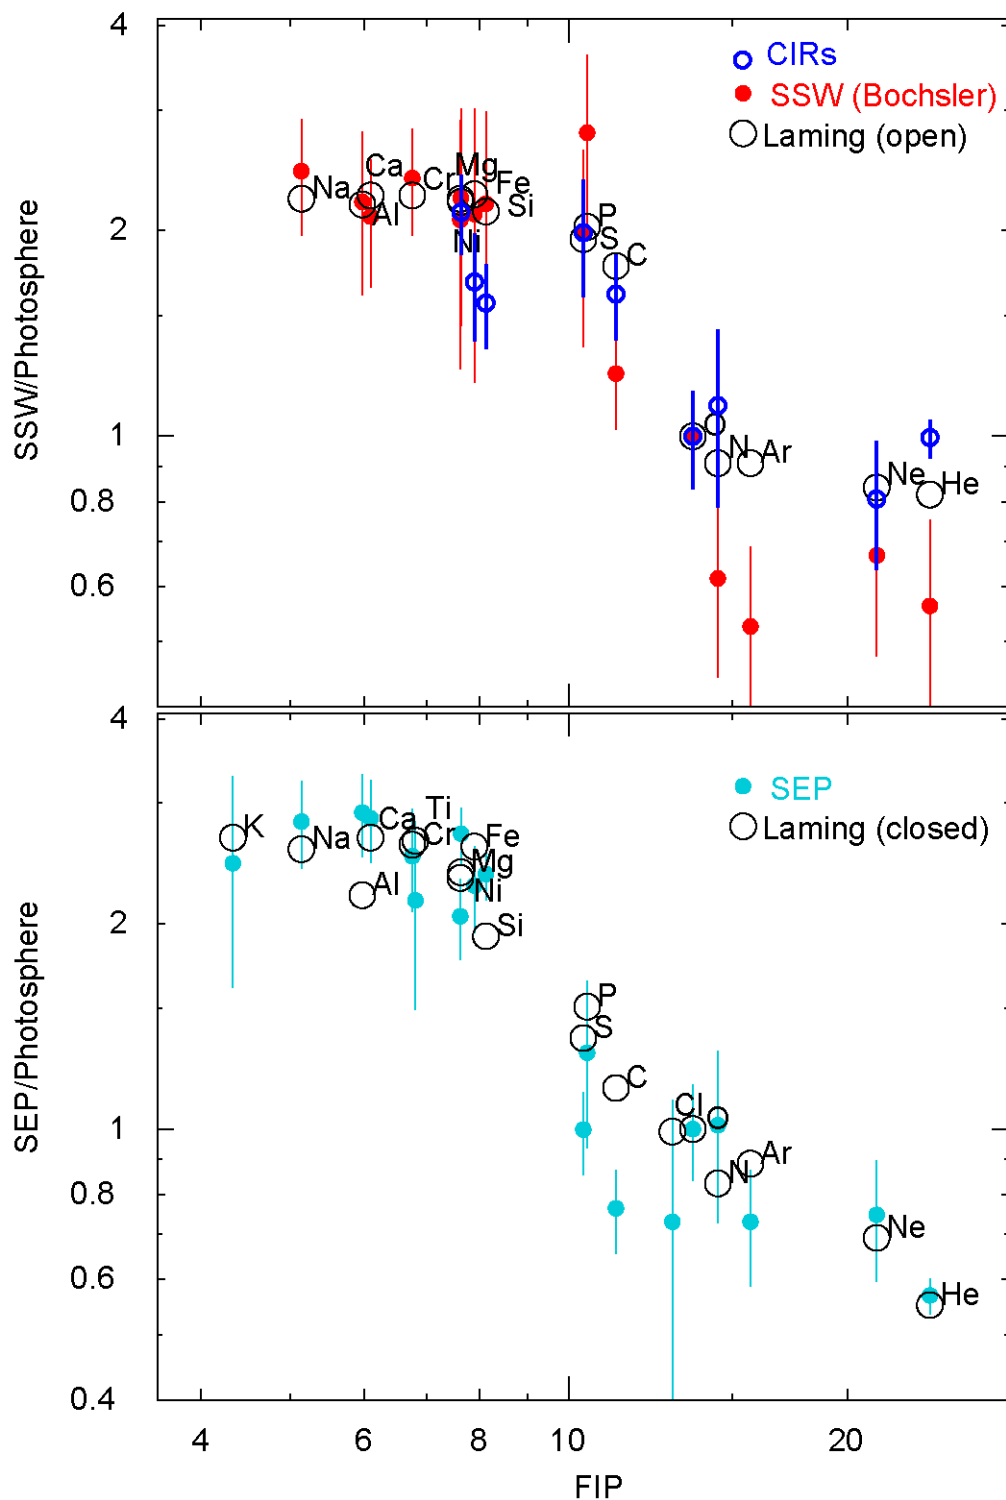 4
CIRs
SSW (Bochsler)
Laming (open)
Ca
Mg
Na
Cr
Fe
Al
Si
Ni
2
P
S
C
SSW/Photosphere
1
O
N
Ar
Ne
He
0.8
0.6
4
SEP
Laming (closed)
K
Ti
Na
Ca
Cr
Fe
Mg
Al
Ni
Si
2
P
S
C
SEP/Photosphere
1
Cl
O
N
Ar
0.8
Ne
0.6
He
0.4
4
6
8
10
20
FIP